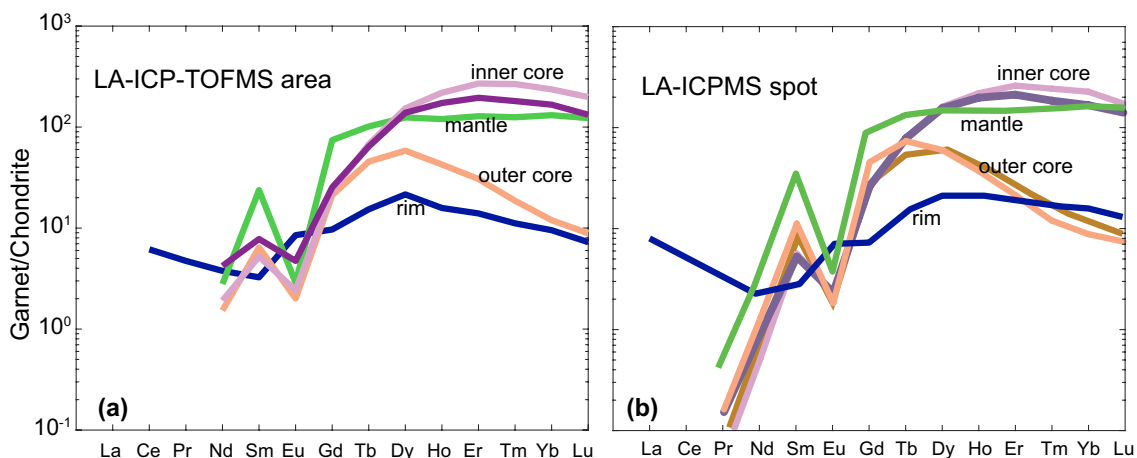 Garnet/Chondrite
10³
10²
10¹
10⁰
10⁻¹
LA-ICP-TOFMS area
inner core
mantle
outer core
rim
(a)
La Ce Pr Nd Sm Eu Gd Tb Dy Ho Er Tm Yb Lu
LA-ICPMS spot
inner core
mantle
outer core
rim
(b)
La Ce Pr Nd Sm Eu Gd Tb Dy Ho Er Tm Yb Lu